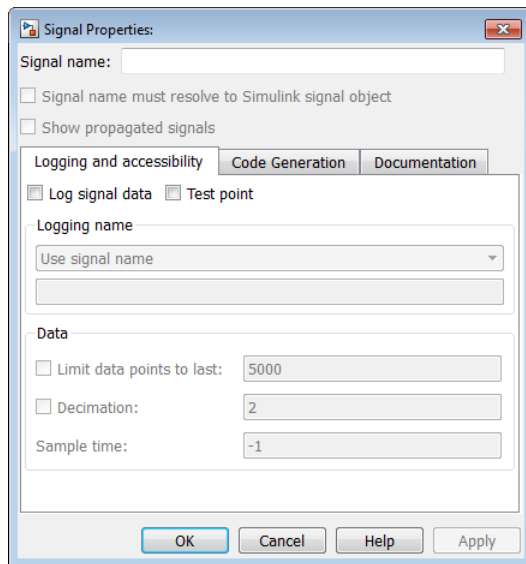 Signal Properties:
Signal name:
Signal name must resolve to Simulink signal object
Show propagated signals
Logging and accessibility Code Generation Documentation
Log signal data Test point
Logging name
Use signal name
Data
Limit data points to last: 5000
Decimation: 2
Sample time: -1
OK Cancel Help Apply